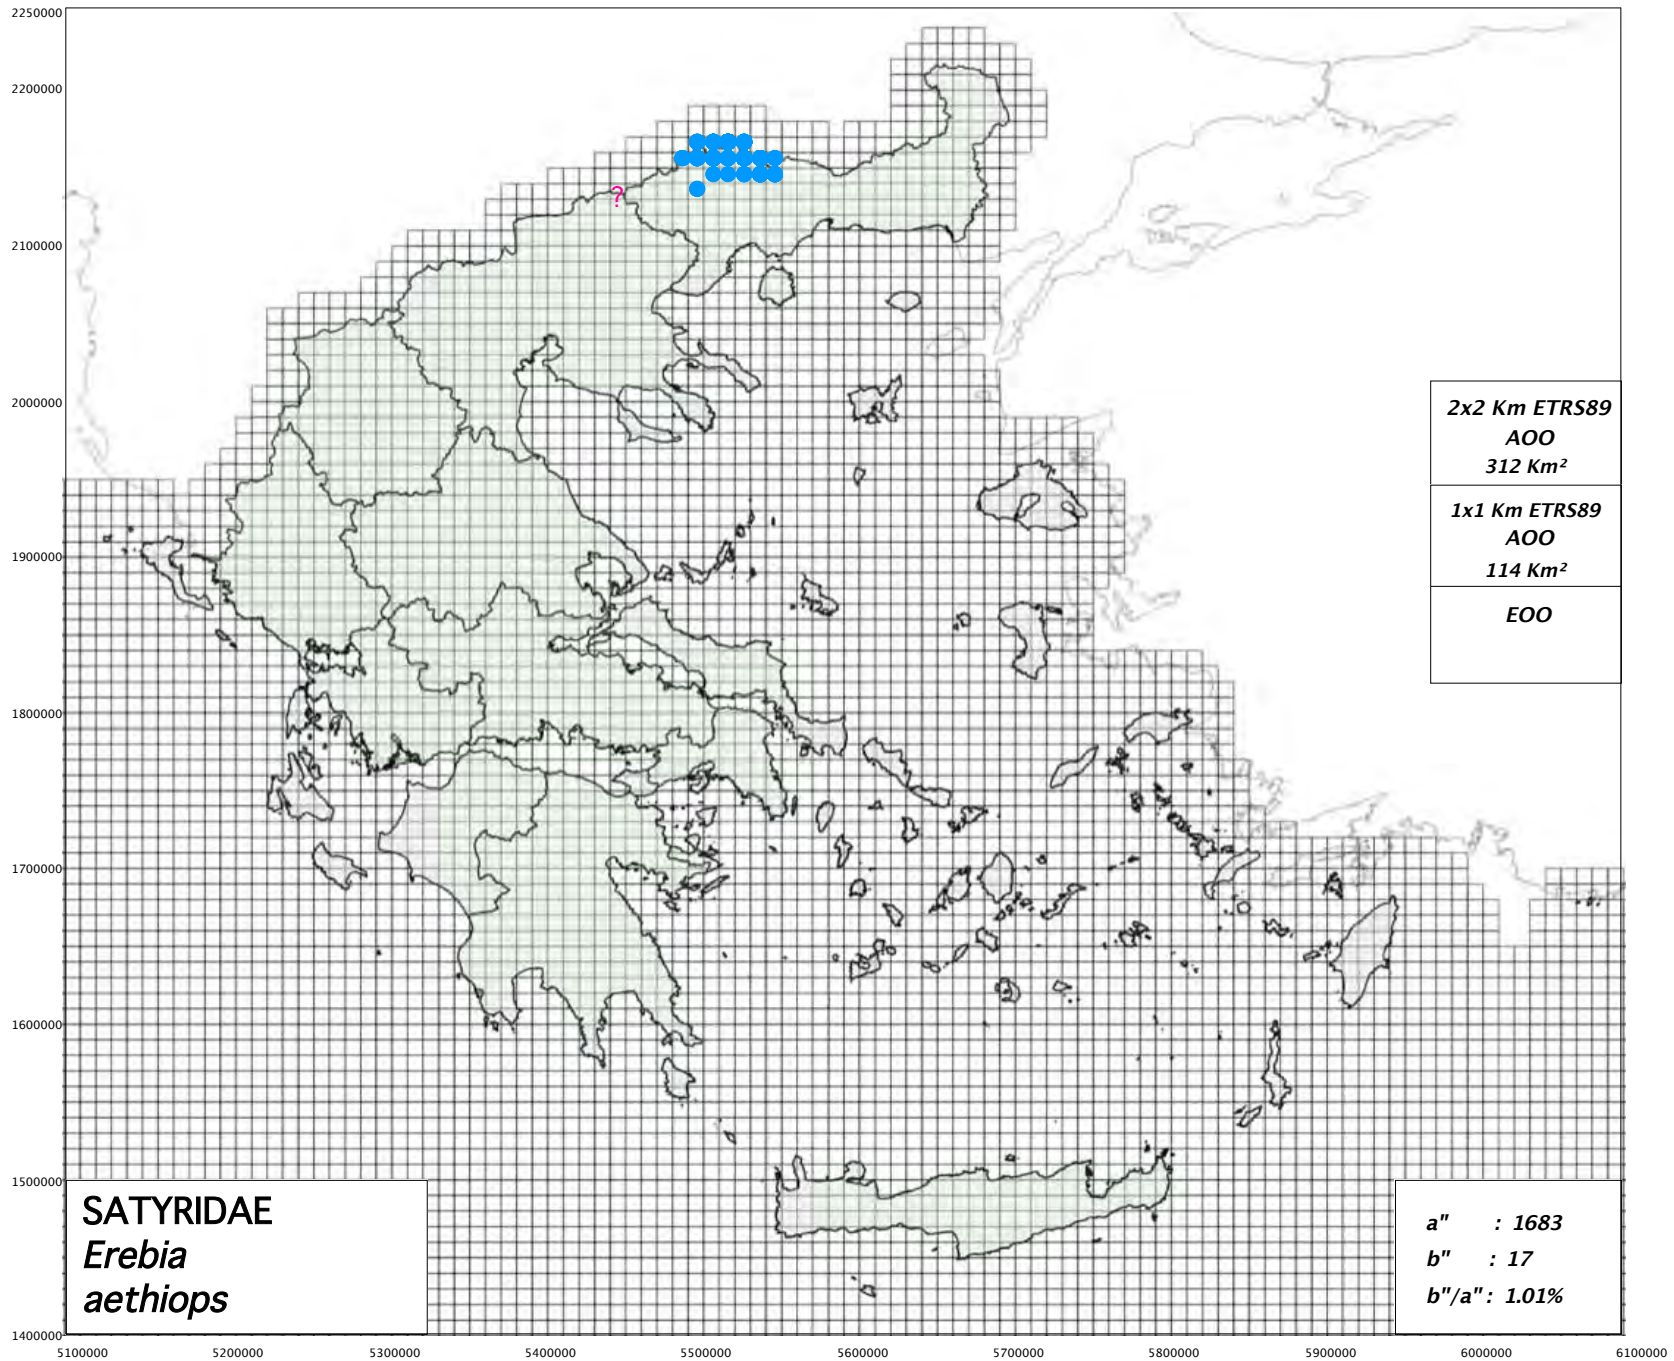 2250000
2200000
2100000
2000000
1900000
1800000
1700000
1600000
1500000
1400000
?
2x2 Km ETRS89
AOO
312 Km²
1x1 Km ETRS89
AOO
114 Km²
EOO
SATYRIDAE
Erebia
aethiops
a" : 1683
b" : 17
b"/a" : 1.01%
5100000 5200000 5300000 5400000 5500000 5600000 5700000 5800000 5900000 6000000 6100000